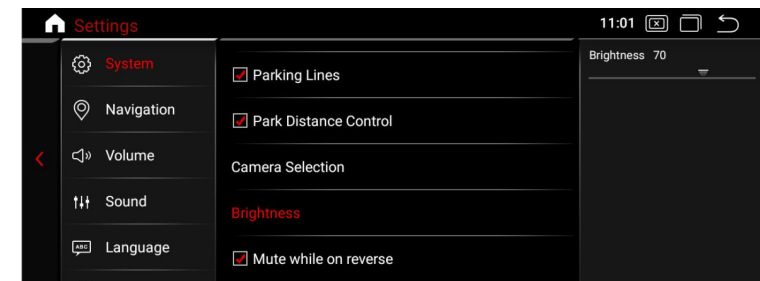 Settings
11:01
System
Navigation
Volume
Sound
ABC
Language
Parking Lines
Park Distance Control
Camera Selection
Brightness
Mute while on reverse
Brightness 70